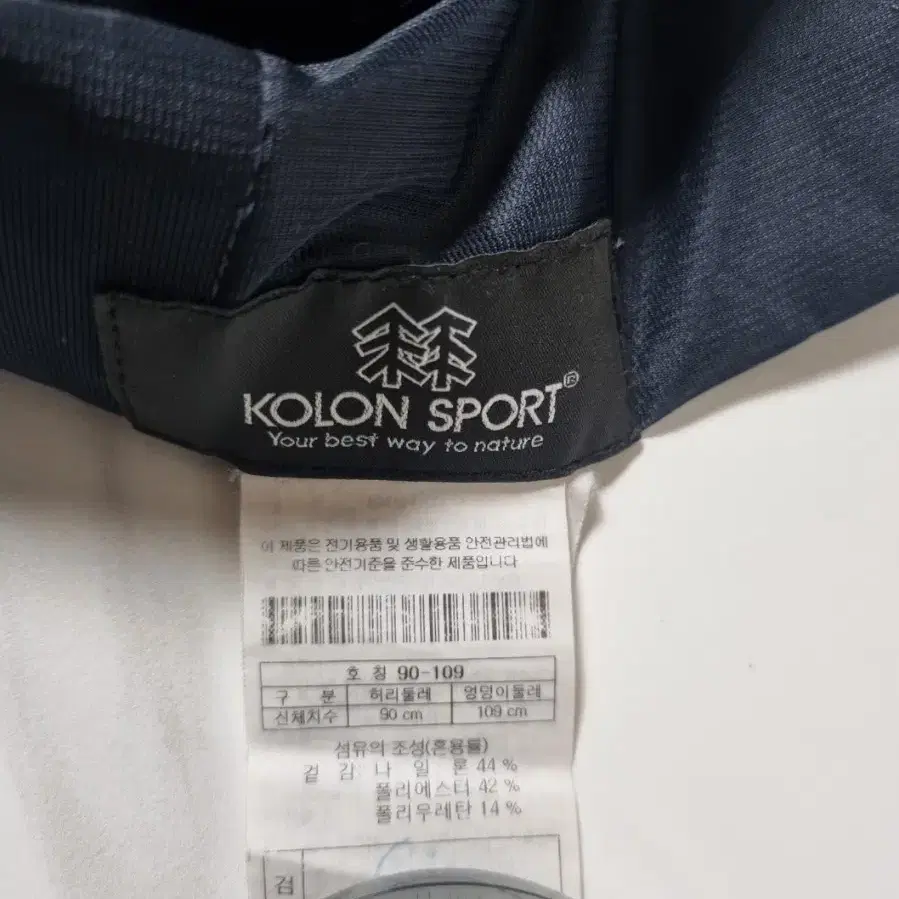 KOLON SPORT®
Your best way to nature
이 제품은 전기용품 및 생활용품 안전관리법에
따른 안전기준을 준수한 제품입니다
호 칭 90-109
구 분 허리둘레 엉덩이둘레
신체치수 90 cm 109 cm
섬유의 조성(혼용률)
겉 감 나 일 론 44 %
폴리에스터 42 %
폴리우레탄 14 %
검